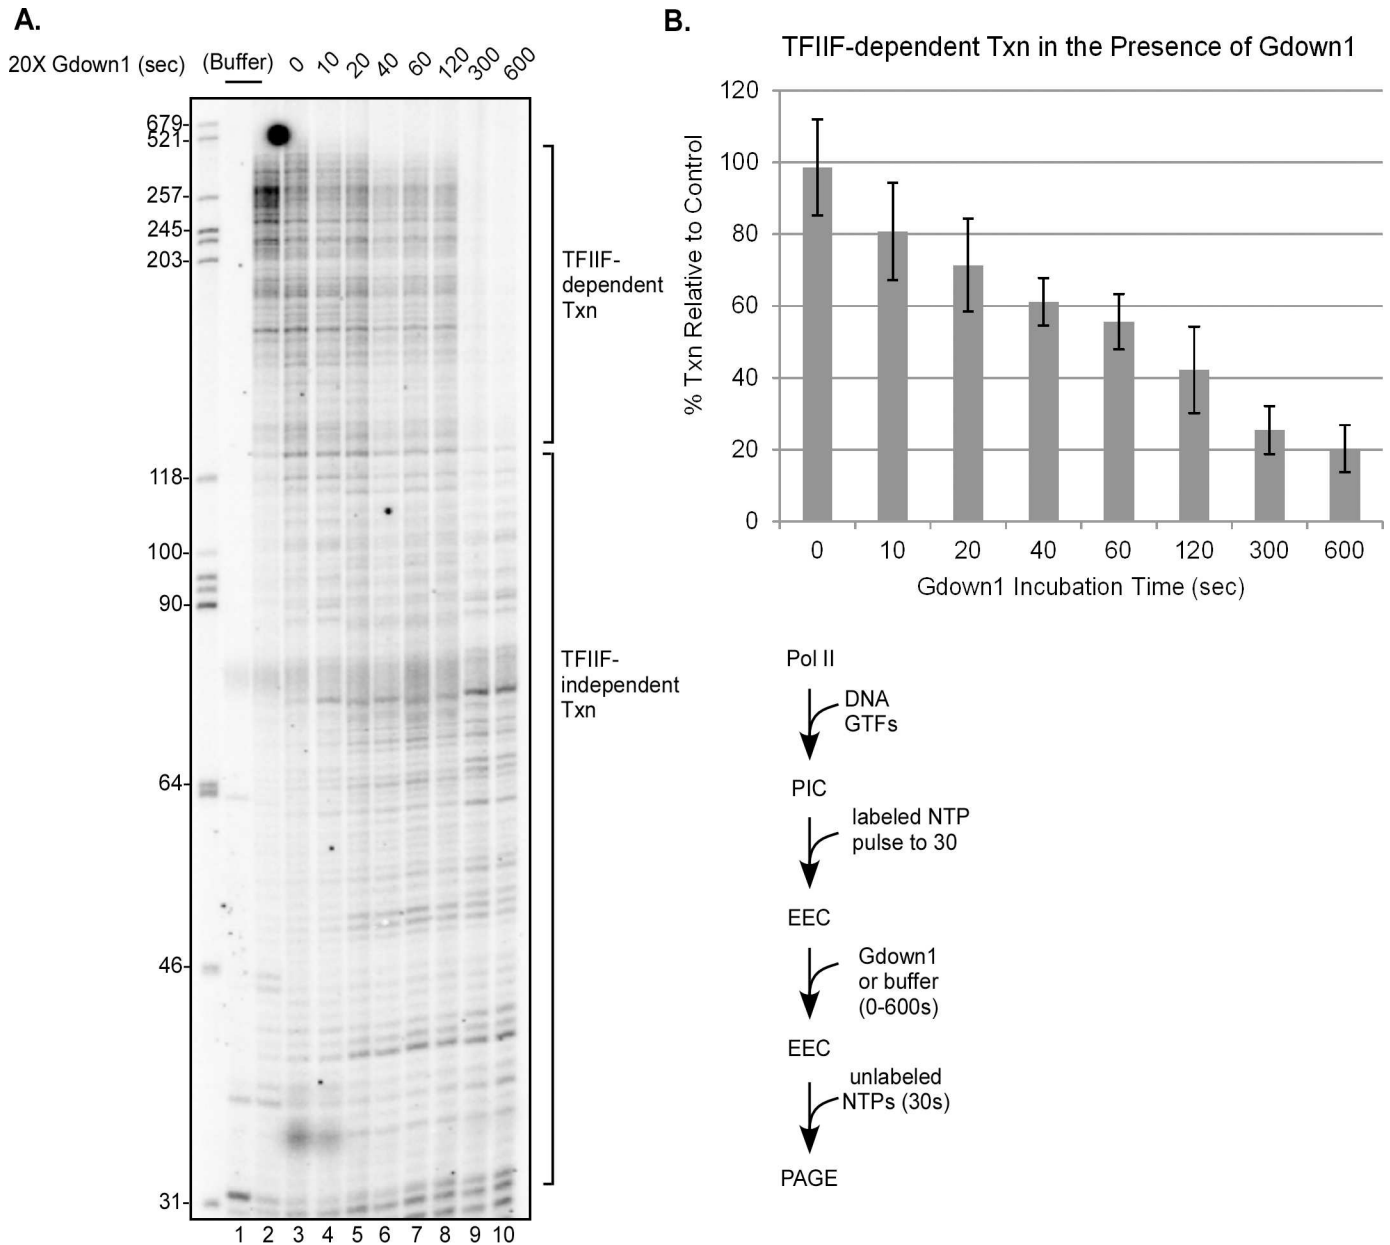 A.
20X Gdown1 (sec) (Buffer) 0 10 20 40 60 120 300 600
679-
521-
257-
245-
203-
118-
100-
90-
64-
46-
31-
TFIIF-
dependent
Txn
TFIIF-
independent
Txn
1 2 3 4 5 6 7 8 9 10
B.
TFIIF-dependent Txn in the Presence of Gdown1
% Txn Relative to Control
120
100
80
60
40
20
0
0 10 20 40 60 120 300 600
Gdown1 Incubation Time (sec)
Pol II
DNA
GTFs
PIC
labeled NTP
pulse to 30
EEC
Gdown1
or buffer
(0-600s)
EEC
unlabeled
NTPs (30s)
PAGE